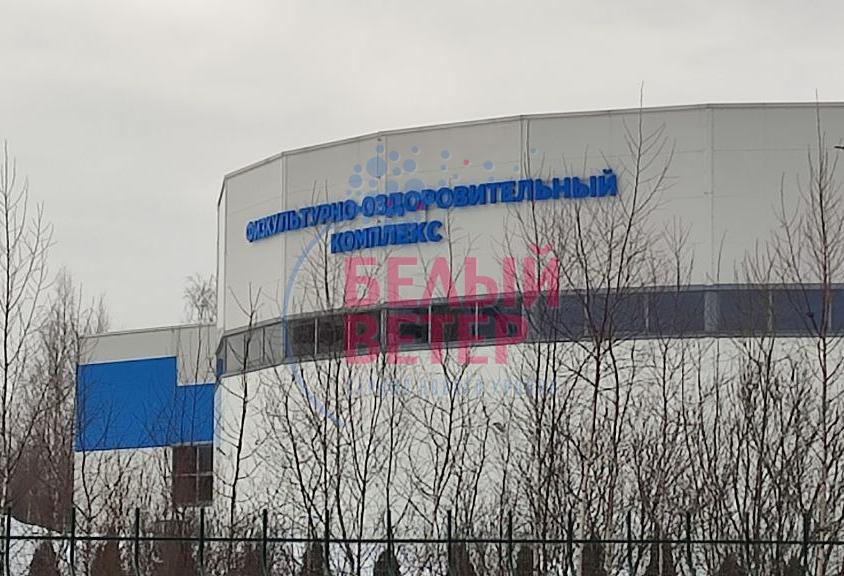 ФИЗКУЛЬТУРНО-ОЗДОРОВИТЕЛЬНЫЙ
КОМПЛЕКС
БЕЛЫЙ
ВЕТЕР